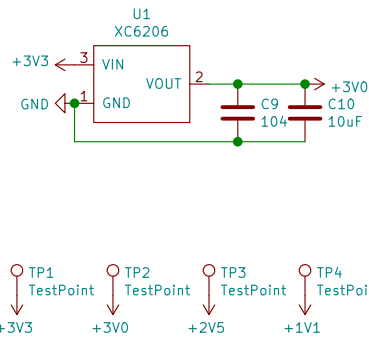 U1
XC6206
+3V3 3 VIN
VOUT 2 +3V0
GND 1 GND
C9 C10
104 10uF
TP1 TP2 TP3 TP4
TestPoint TestPoint TestPoint TestPoi
+3V3 +3V0 +2V5 +1V1